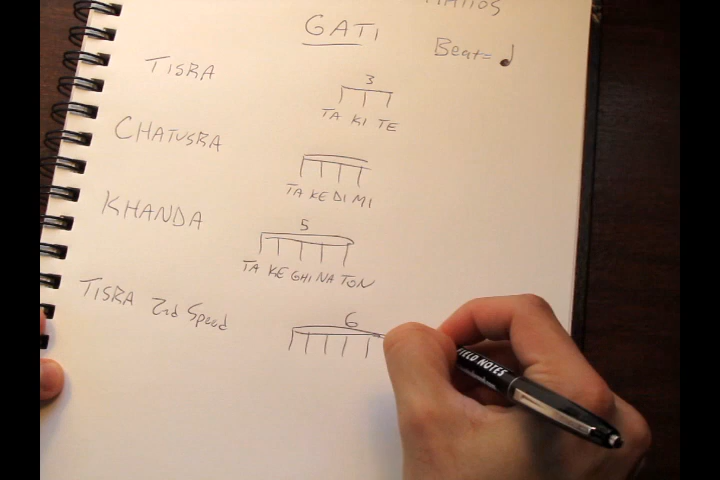 GATI
Beat= ♩
TISRA
3
TA KI TE
CHATUSRA
TA KE DI MI
KHANDA
5
TA KE GHI NA TON
TISRA 2nd Speed
6
FIELD NOTES